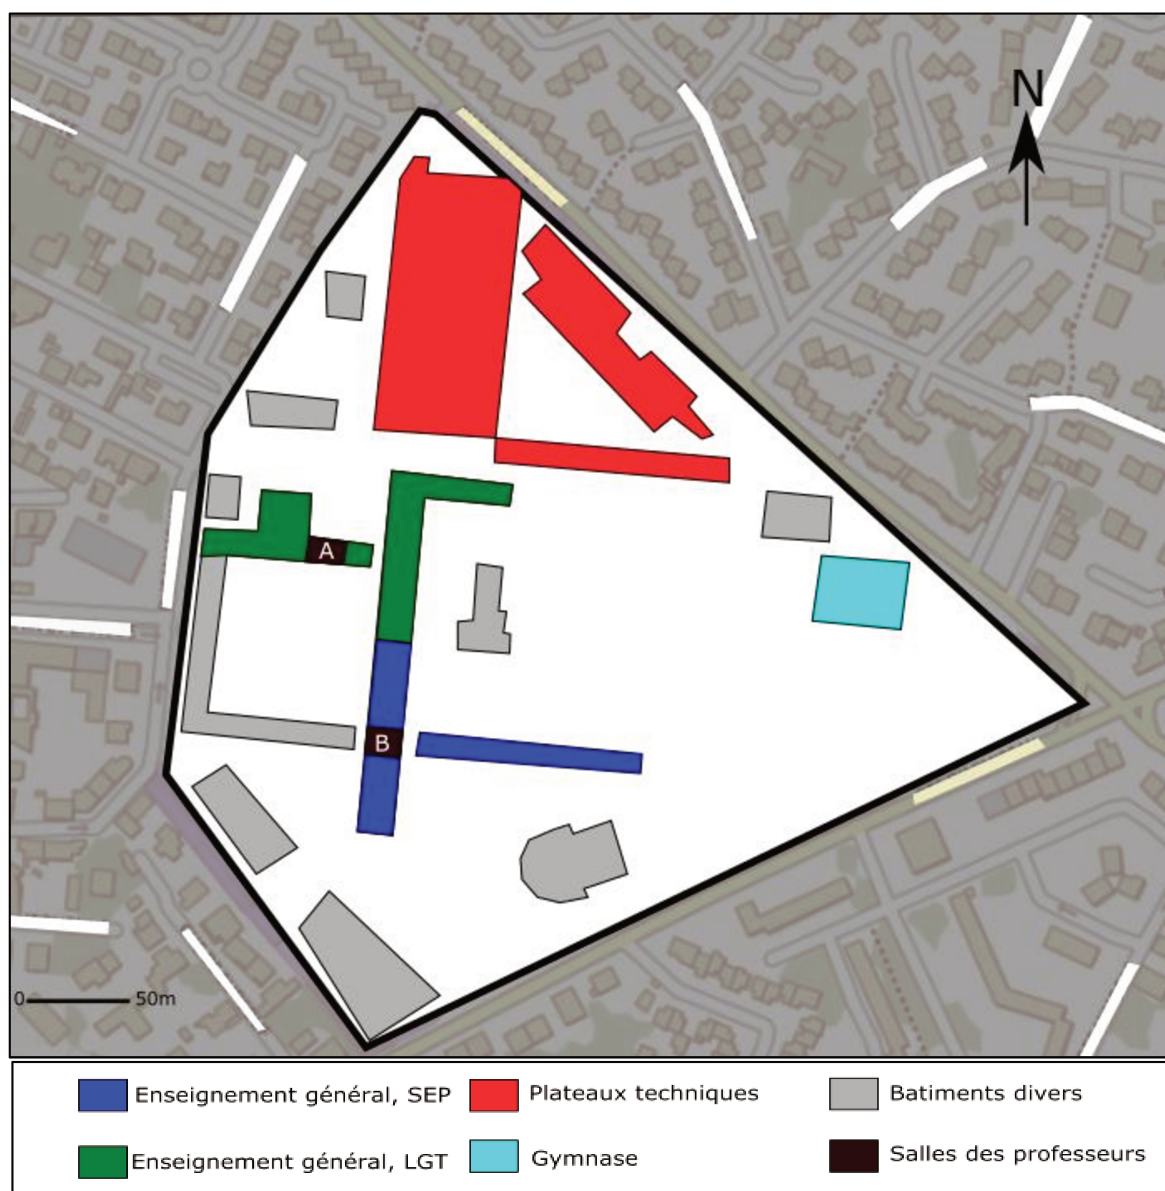 N
A
B
0 50m
Enseignement général, SEP Plateaux techniques Batiments divers
Enseignement général, LGT Gymnase Salles des professeurs